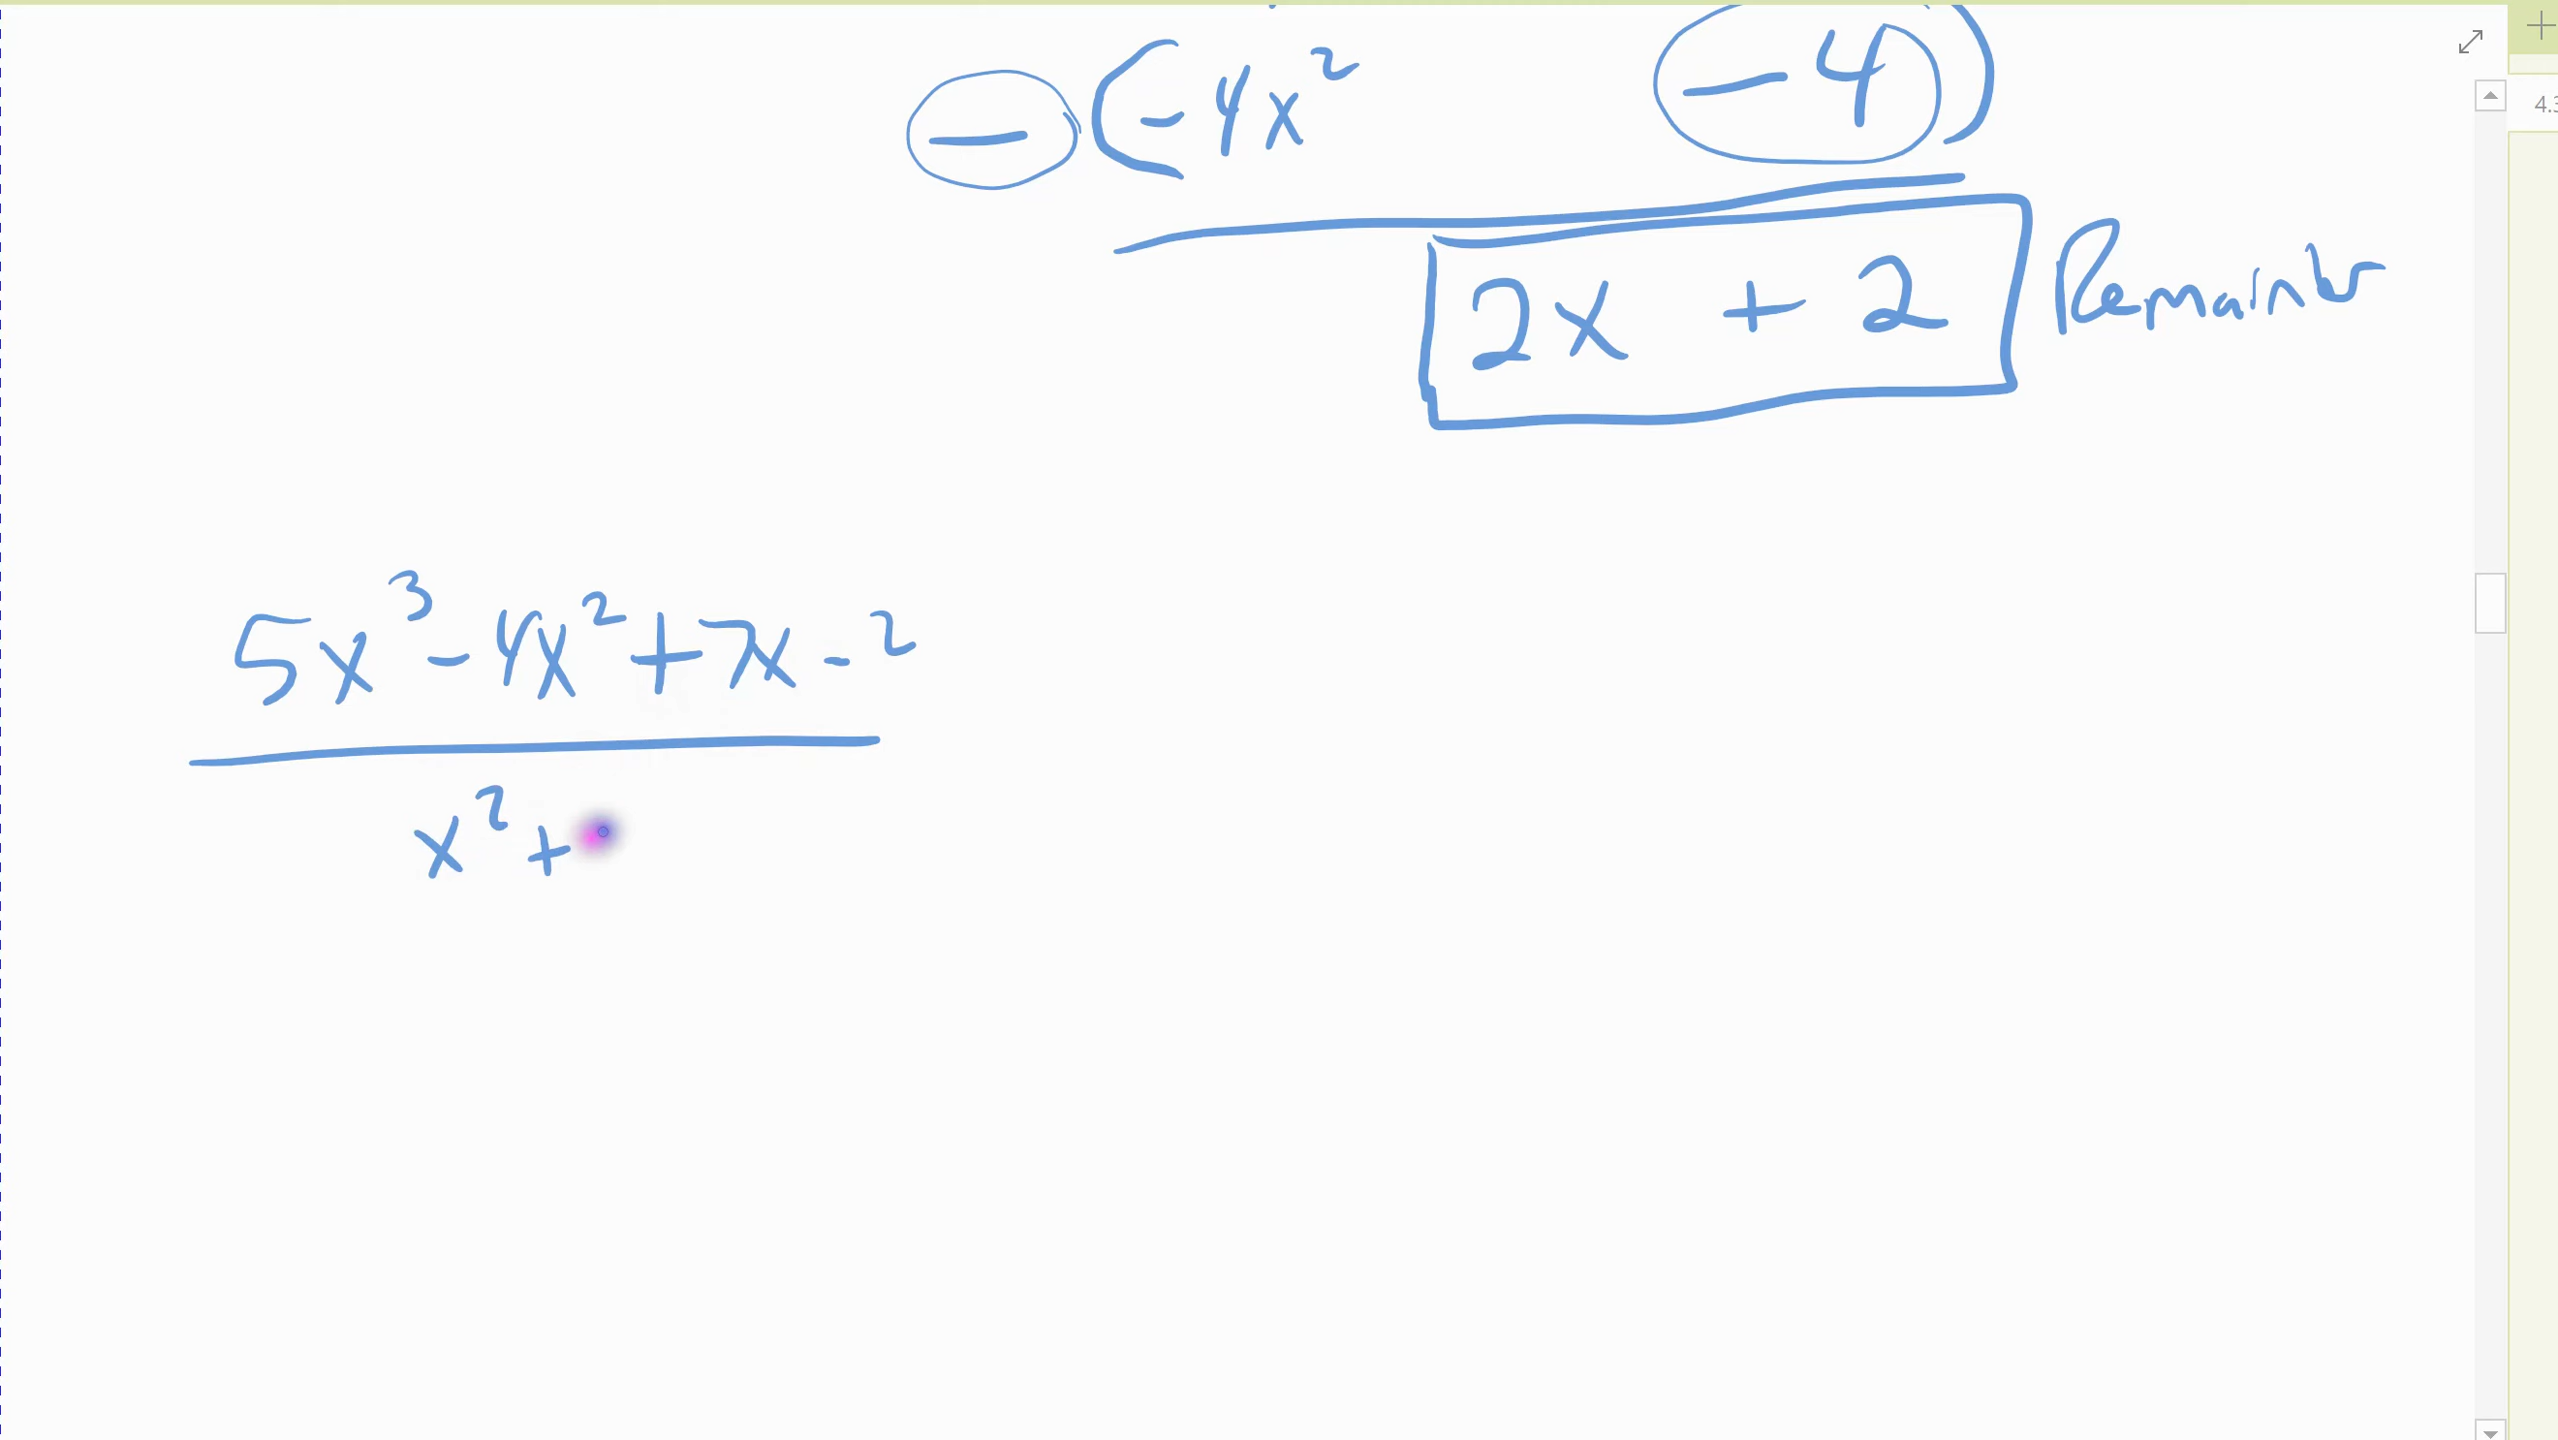 - (-4x² -4)
2x + 2 Remainder
5x³ - 4x² + 7x - 2
x² +